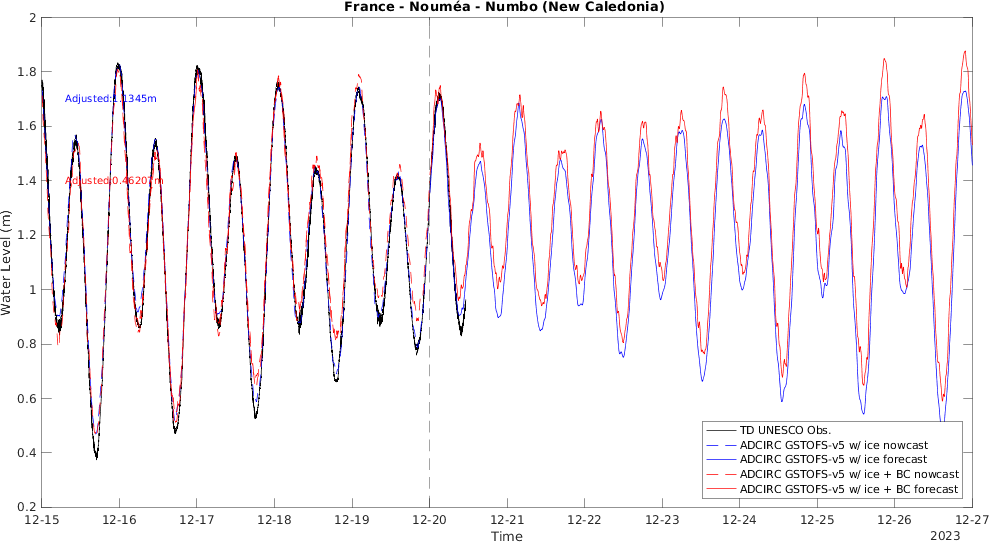 France - Nouméa - Numbo (New Caledonia)
2
1.8
1.6
1.4
1.2
1
0.8
0.6
0.4
0.2
Water Level (m)
Adjusted:1.1345m
Adjusted:0.46207m
TD UNESCO Obs.
ADCIRC GSTOFS-v5 w/ ice nowcast
ADCIRC GSTOFS-v5 w/ ice forecast
ADCIRC GSTOFS-v5 w/ ice + BC nowcast
ADCIRC GSTOFS-v5 w/ ice + BC forecast
12-15 12-16 12-17 12-18 12-19 12-20 12-21 12-22 12-23 12-24 12-25 12-26 12-27
Time
2023